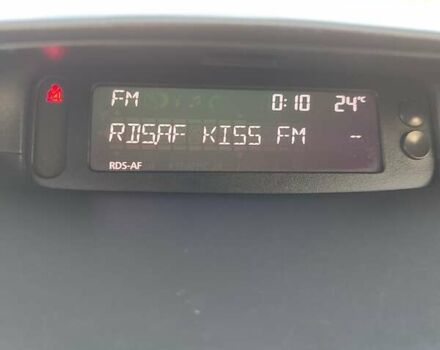 FM 0:10 24°C
RDSAF KISS FM --
RDS-AF